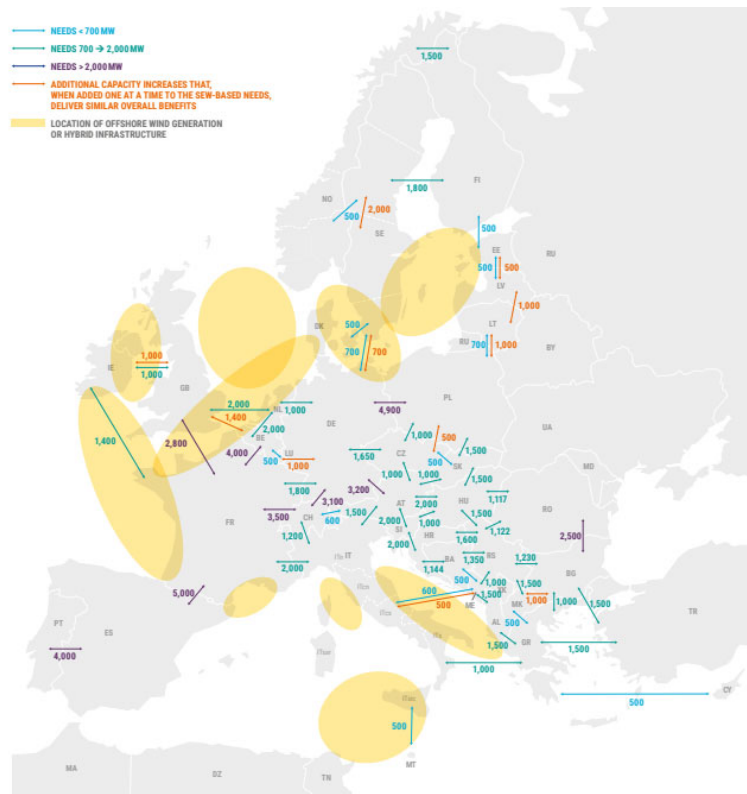 NEEDS < 700 MW
NEEDS 700 → 2,000 MW
NEEDS > 2,000 MW
ADDITIONAL CAPACITY INCREASES THAT,
WHEN ADDED ONE AT A TIME TO THE SEW-BASED NEEDS,
DELIVER SIMILAR OVERALL BENEFITS
LOCATION OF OFFSHORE WIND GENERATION
OR HYBRID INFRASTRUCTURE
1,500
1,800
FI
NO
500
2,000
SE
500
EE
RU
500
500
LV
1,000
DK
500
LT
RU
700
1,000
BY
700
700
1,000
IE
1,000
GB
2,000
NL
1,000
4,900
PL
1,400
2,000
DE
1,400
2,800
BE
4,000
LU
500
1,000
1,650
1,000
CZ
500
1,500
UA
500
SK
1,000
1,000
1,500
MD
1,800
3,200
3,100
1,117
FR
3,500
CH
600
1,500
AT
2,000
HU
1,500
RO
2,000
SI
1,000
1,122
2,500
1,200
HR
1,600
2,000
2,000
ITn
IT
1,144
BA
1,350
RS
1,230
BG
ITcn
500
1,000
1,500
5,000
600
1,500
ME
1,000
1,000
1,500
PT
ES
ITcs
500
MK
500
AL
TR
4,000
ITs
1,500
GR
1,500
ITsar
1,000
ITsic
500
500
CY
MT
MA
DZ
TN